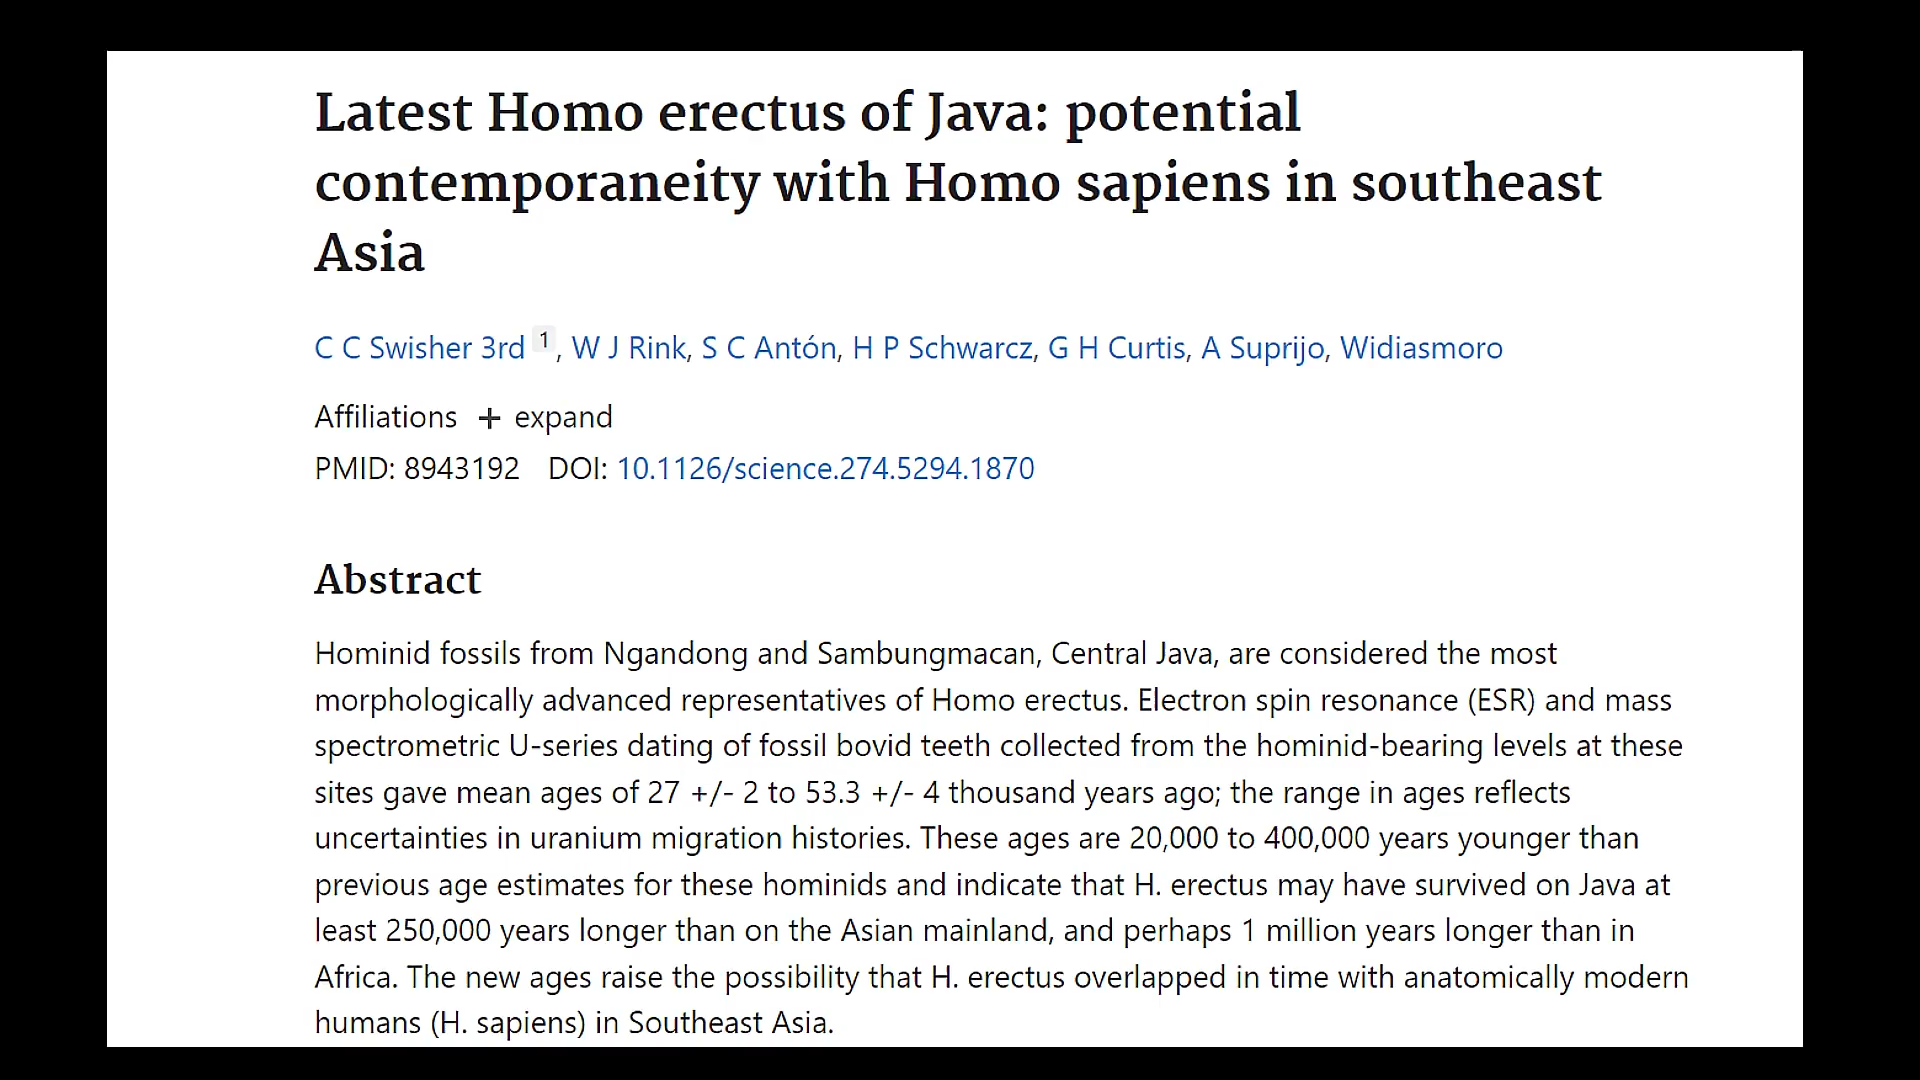 Latest Homo erectus of Java: potential
contemporaneity with Homo sapiens in southeast
Asia
C C Swisher 3rd 1, W J Rink, S C Antón, H P Schwarcz, G H Curtis, A Suprijo, Widiasmoro
Affiliations + expand
PMID: 8943192 DOI: 10.1126/science.274.5294.1870
Abstract
Hominid fossils from Ngandong and Sambungmacan, Central Java, are considered the most
morphologically advanced representatives of Homo erectus. Electron spin resonance (ESR) and mass
spectrometric U-series dating of fossil bovid teeth collected from the hominid-bearing levels at these
sites gave mean ages of 27 +/- 2 to 53.3 +/- 4 thousand years ago; the range in ages reflects
uncertainties in uranium migration histories. These ages are 20,000 to 400,000 years younger than
previous age estimates for these hominids and indicate that H. erectus may have survived on Java at
least 250,000 years longer than on the Asian mainland, and perhaps 1 million years longer than in
Africa. The new ages raise the possibility that H. erectus overlapped in time with anatomically modern
humans (H. sapiens) in Southeast Asia.